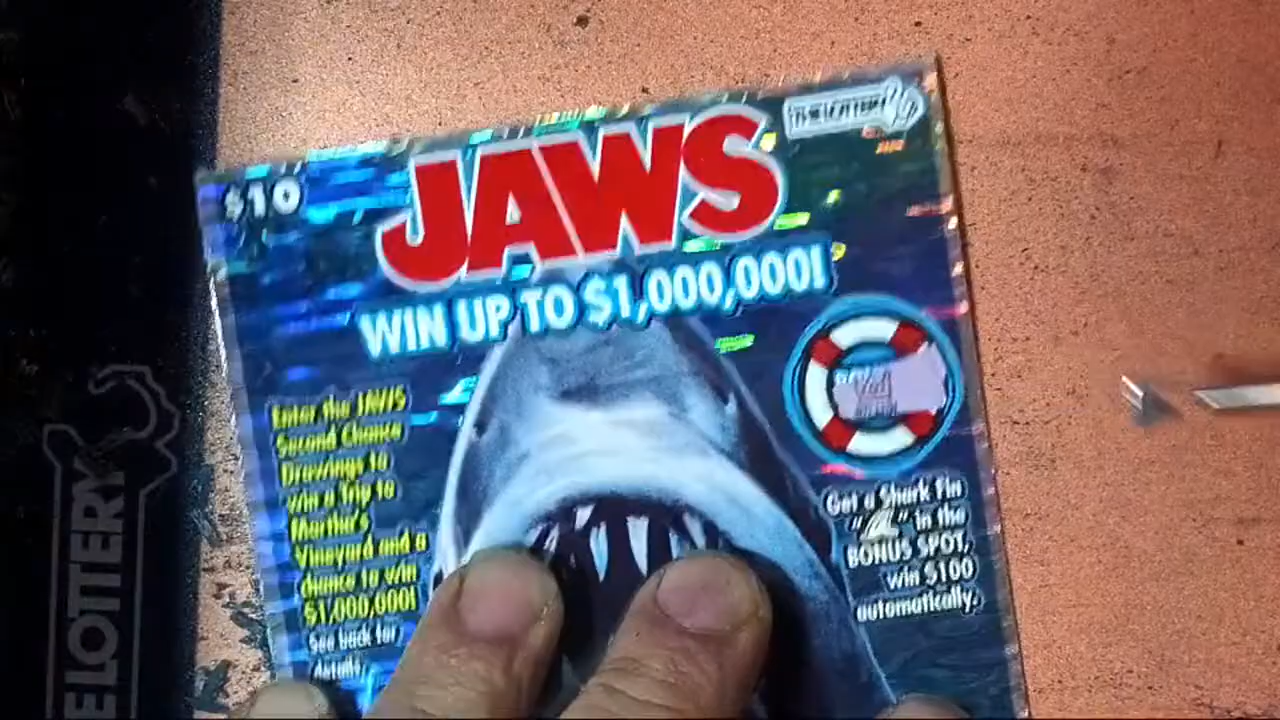 THE LOTTERY
$10
JAWS
WIN UP TO $1,000,000!
Enter the JAWS
Second Chance
Drawings to
win a Trip to
Martha's
Vineyard and a
chance to win
$1,000,000!
See back for
details.
Get a Shark Fin
" " in the
BONUS SPOT,
win $100
automatically.
E LOTTERY